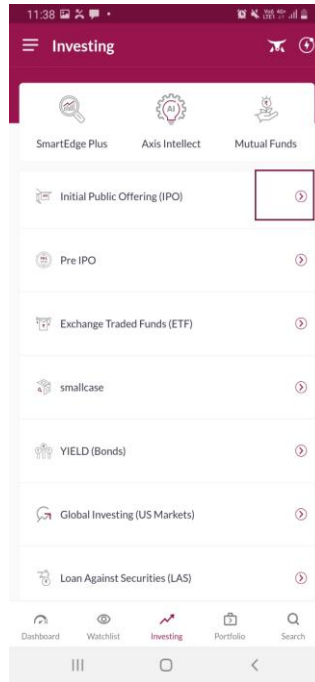 11:38
Investing
SmartEdge Plus Axis Intellect Mutual Funds
Initial Public Offering (IPO)
Pre IPO
Exchange Traded Funds (ETF)
smallcase
YIELD (Bonds)
Global Investing (US Markets)
Loan Against Securities (LAS)
Dashboard Watchlist Investing Portfolio Search